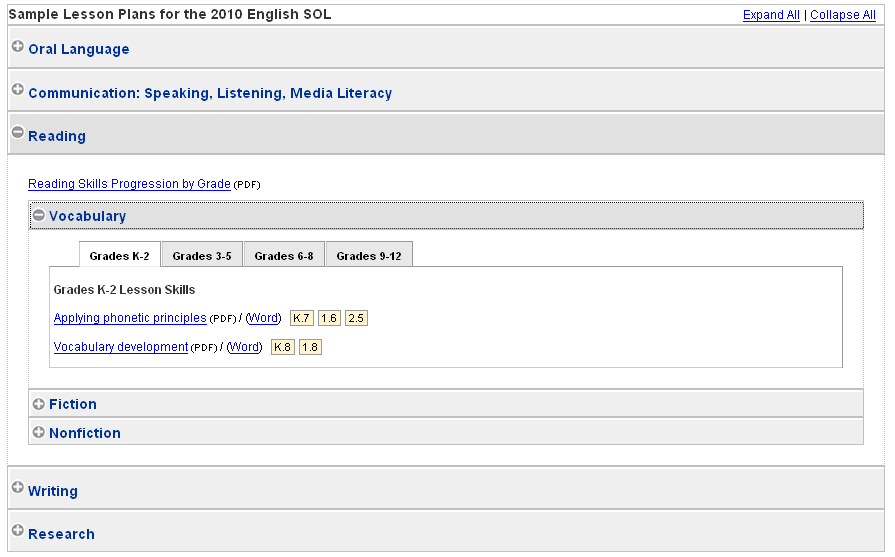 Sample Lesson Plans for the 2010 English SOL Expand All | Collapse All
Oral Language
Communication: Speaking, Listening, Media Literacy
Reading
Reading Skills Progression by Grade (PDF)
Vocabulary
Grades K-2 Grades 3-5 Grades 6-8 Grades 9-12
Grades K-2 Lesson Skills
Applying phonetic principles (PDF) / (Word) K.7 1.6 2.5
Vocabulary development (PDF) / (Word) K.8 1.8
Fiction
Nonfiction
Writing
Research